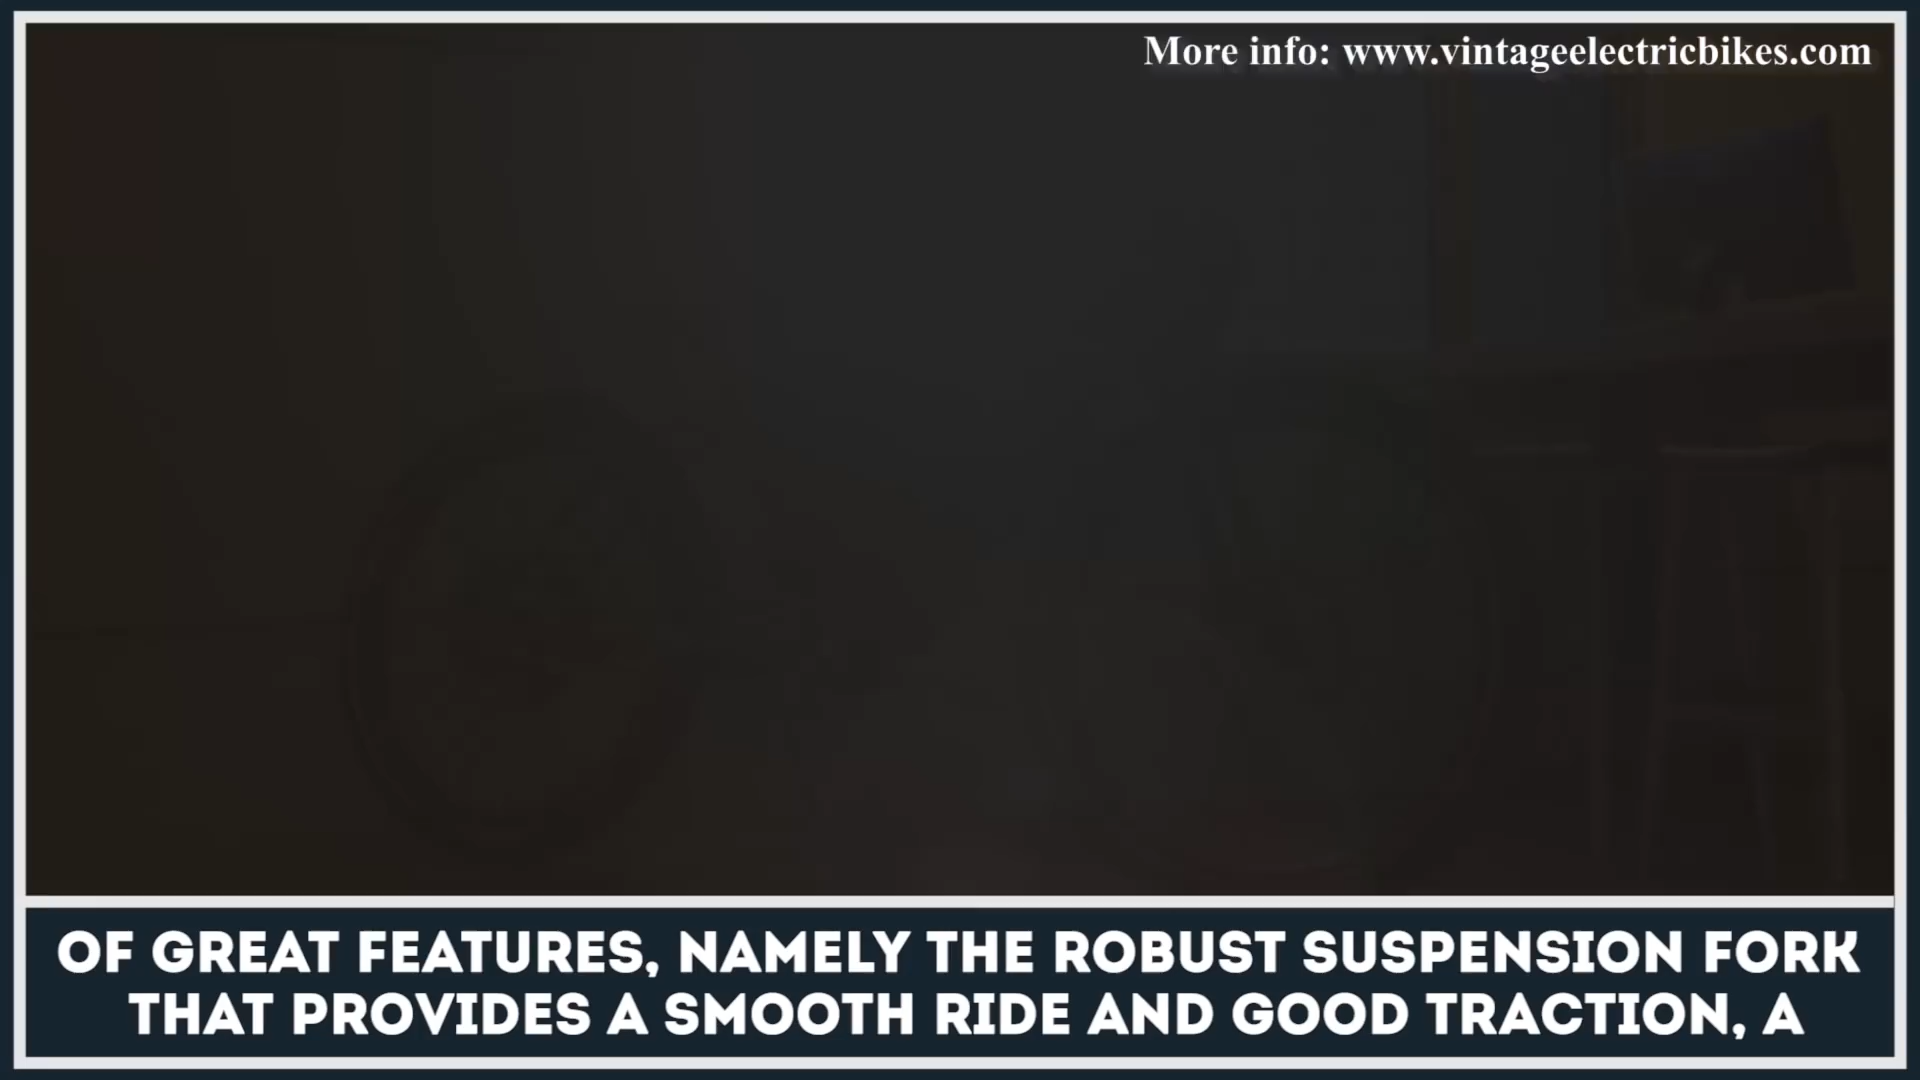 More info: www.vintageelectricbikes.com
OF GREAT FEATURES, NAMELY THE ROBUST SUSPENSION FORK
THAT PROVIDES A SMOOTH RIDE AND GOOD TRACTION, A